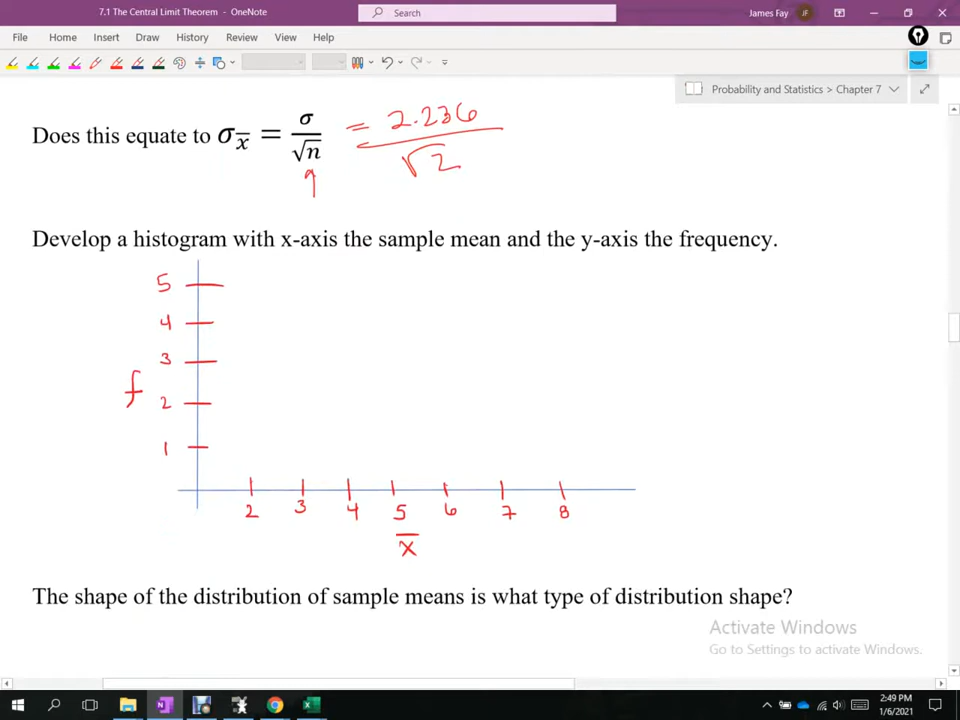 7.1 The Central Limit Theorem - OneNote
Search
James Fay JF
File Home Insert Draw History Review View Help
Probability and Statistics > Chapter 7
Does this equate to σx̅ = σ/√n = 2.236/√2
Develop a histogram with x-axis the sample mean and the y-axis the frequency.
5
4
3
f
2
1
2 3 4 5 6 7 8
x̅
The shape of the distribution of sample means is what type of distribution shape?
Activate Windows
Go to Settings to activate Windows.
2:49 PM
1/6/2021